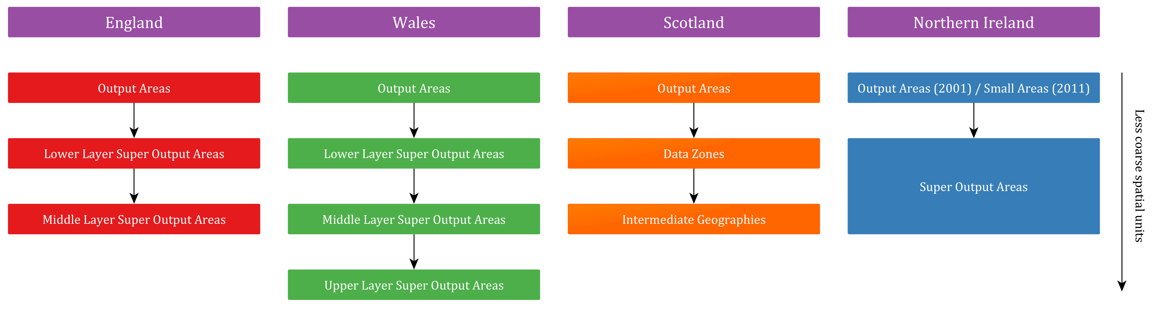 England
Wales
Scotland
Northern Ireland
Output Areas
Output Areas
Output Areas
Output Areas (2001) / Small Areas (2011)
Lower Layer Super Output Areas
Lower Layer Super Output Areas
Data Zones
Super Output Areas
Middle Layer Super Output Areas
Middle Layer Super Output Areas
Intermediate Geographies
Upper Layer Super Output Areas
Less coarse spatial units